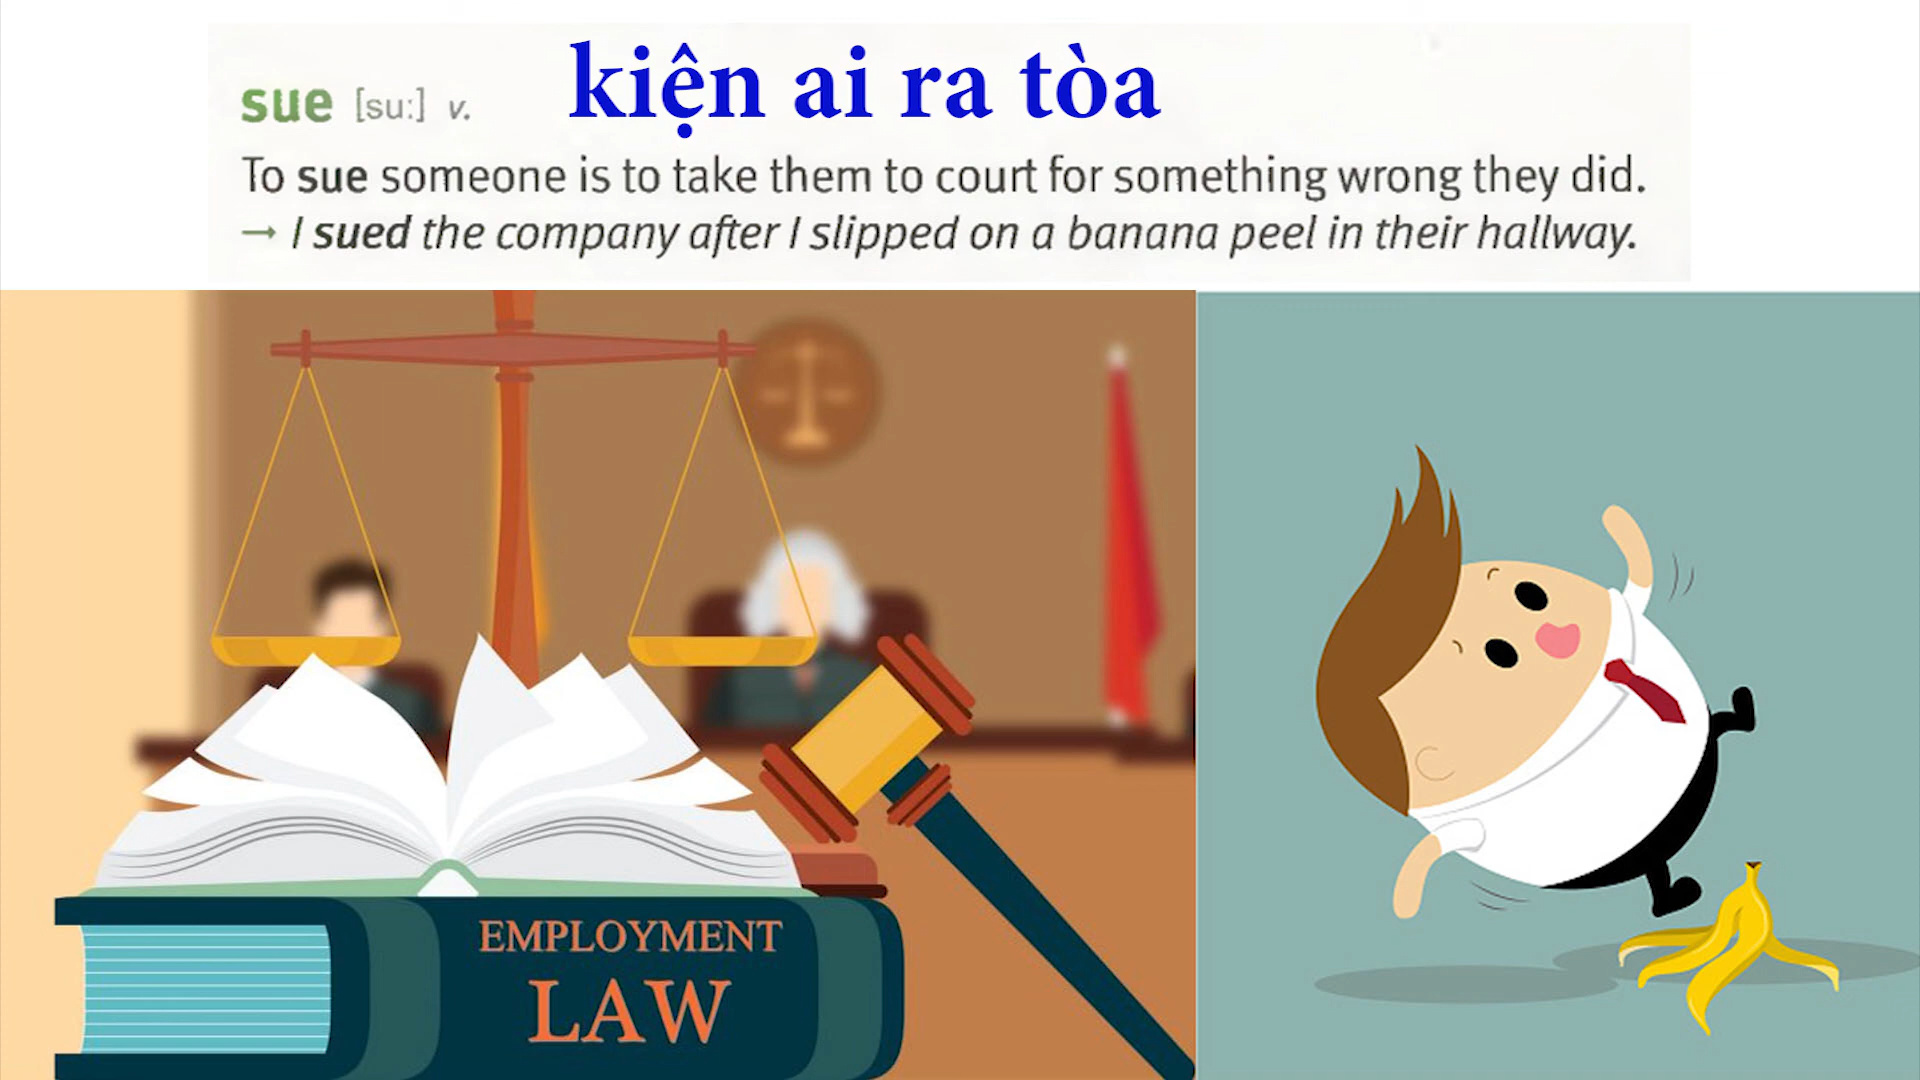 kiện ai ra tòa
sue [su:] v.
To sue someone is to take them to court for something wrong they did.
→ I sued the company after I slipped on a banana peel in their hallway.
EMPLOYMENT
LAW